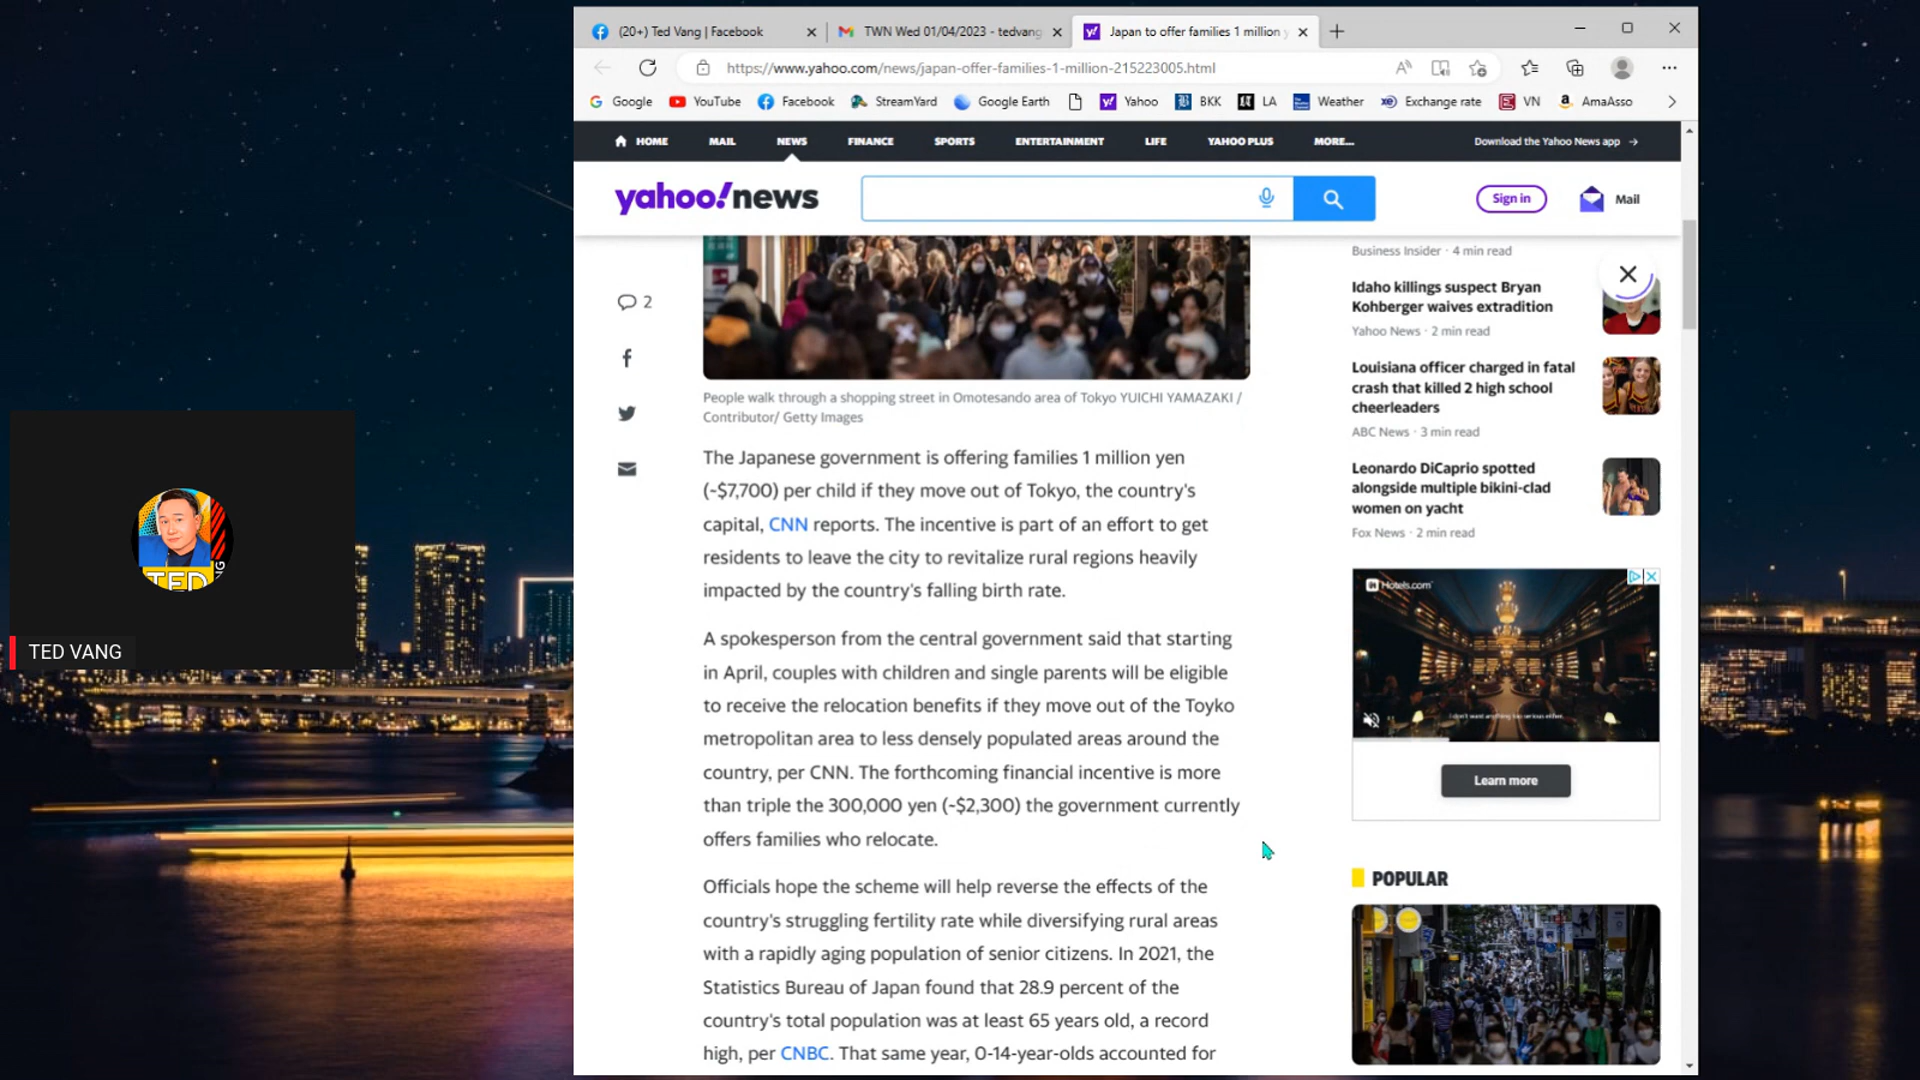 (20+) Ted Vang | Facebook
TWN Wed 01/04/2023 - tedvang
Japan to offer families 1 million y
https://www.yahoo.com/news/japan-offer-families-1-million-215223005.html
Google
YouTube
Facebook
StreamYard
Google Earth
Yahoo
BKK
LA
Weather
Exchange rate
VN
AmaAsso
HOME
MAIL
NEWS
FINANCE
SPORTS
ENTERTAINMENT
LIFE
YAHOO PLUS
MORE...
Download the Yahoo News app →
yahoo!news
Sign in
Mail
2
People walk through a shopping street in Omotesando area of Tokyo YUICHI YAMAZAKI /
Contributor/ Getty Images
The Japanese government is offering families 1 million yen
(~$7,700) per child if they move out of Tokyo, the country's
capital, CNN reports. The incentive is part of an effort to get
residents to leave the city to revitalize rural regions heavily
impacted by the country's falling birth rate.
A spokesperson from the central government said that starting
in April, couples with children and single parents will be eligible
to receive the relocation benefits if they move out of the Toyko
metropolitan area to less densely populated areas around the
country, per CNN. The forthcoming financial incentive is more
than triple the 300,000 yen (~$2,300) the government currently
offers families who relocate.
Officials hope the scheme will help reverse the effects of the
country's struggling fertility rate while diversifying rural areas
with a rapidly aging population of senior citizens. In 2021, the
Statistics Bureau of Japan found that 28.9 percent of the
country's total population was at least 65 years old, a record
high, per CNBC. That same year, 0-14-year-olds accounted for
Business Insider · 4 min read
Idaho killings suspect Bryan
Kohberger waives extradition
Yahoo News · 2 min read
Louisiana officer charged in fatal
crash that killed 2 high school
cheerleaders
ABC News · 3 min read
Leonardo DiCaprio spotted
alongside multiple bikini-clad
women on yacht
Fox News · 2 min read
Hotels.com
I don't want anything too serious either.
Learn more
POPULAR
TED
TED VANG